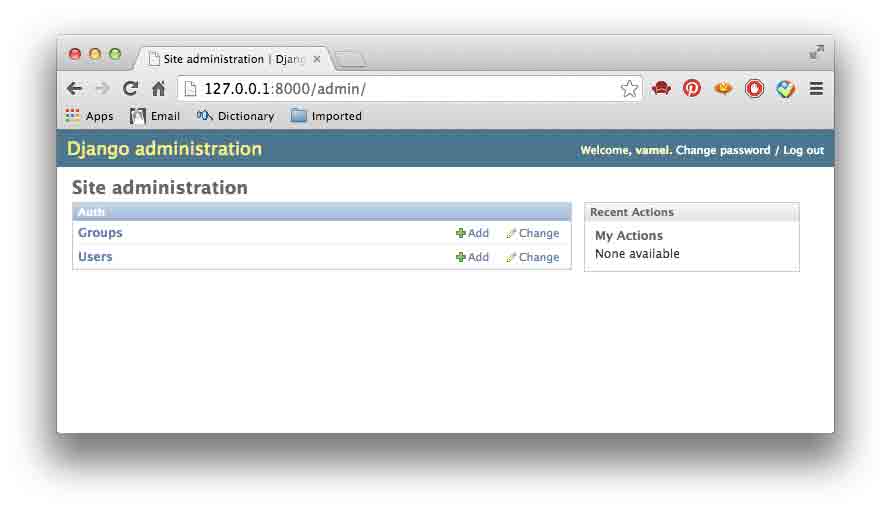 Site administration | Djang
127.0.0.1:8000/admin/
Apps Email Dictionary Imported
Django administration
Welcome, vamei. Change password / Log out
Site administration
Auth
Groups Add Change
Users Add Change
Recent Actions
My Actions
None available